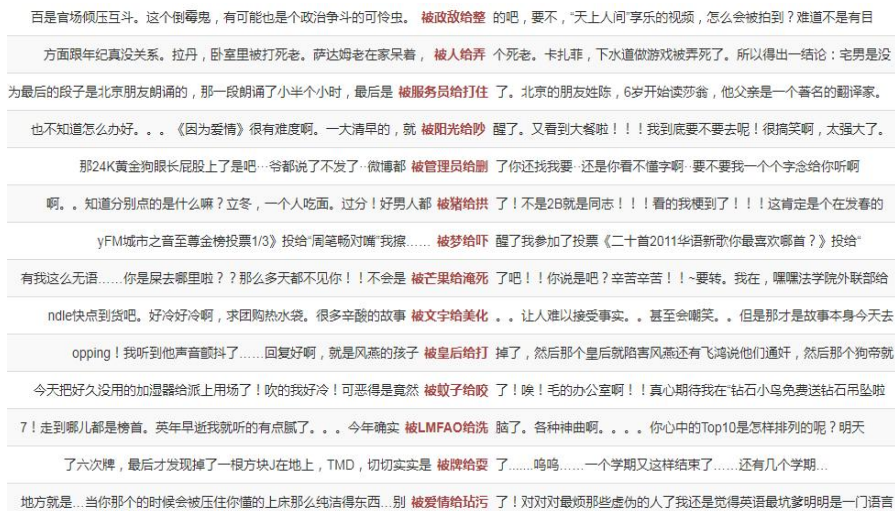 百是官场倾压互斗。这个倒霉鬼，有可能也是个政治争斗的可怜虫。 被政敌给整 的吧，要不，“天上人间”享乐的视频，怎么会被拍到？难道不是有目
方面跟年纪真没关系。拉丹，卧室里被打死老。萨达姆老在家呆着， 被人给弄 个死老。卡扎菲，下水道做游戏被弄死了。所以得出一结论：宅男是没
为最后的段子是北京朋友朗诵的，那一段朗诵了小半个小时，最后是 被服务员给打住 了。北京的朋友姓陈，6岁开始读莎翁，他父亲是一个著名的翻译家。
也不知道怎么办好。。。《因为爱情》很有难度啊。一大清早的，就 被阳光给吵 醒了。又看到大餐啦！！！我到底要不要去呢！很搞笑啊，太强大了。
那24K黄金狗眼长屁股上了是吧···爷都说了不发了··微博都 被管理员给删 了你还找我要··还是你看不懂字啊··要不要我一个个字念给你听啊
啊。。知道分别点的是什么嘛？立冬，一个人吃面。过分！好男人都 被猪给拱 了！不是2B就是同志！！！看的我梗到了！！！这肯定是个在发春的
yFM城市之音至尊金榜投票1/3》投给“周笔畅对嘴”我擦…… 被梦给吓 醒了我参加了投票《二十首2011华语新歌你最喜欢哪首？》投给“
有我这么无语……你是屎去哪里啦？？那么多天都不见你！！不会是 被芒果给淹死 了吧！！你说是吧？辛苦辛苦！！~要转。我在，嘿嘿法学院外联部给
ndle快点到货吧。好冷好冷啊，求团购热水袋。很多辛酸的故事 被文字给美化 。。让人难以接受事实。。甚至会嘲笑。。但是那才是故事本身今天去
opping！我听到他声音颤抖了……回复好啊，就是风燕的孩子 被皇后给打 掉了，然后那个皇后就陷害风燕还有飞鸿说他们通奸，然后那个狗帝就
今天把好久没用的加湿器给派上用场了！吹的我好冷！可恶得是竟然 被蚊子给咬 了！唉！毛的办公室啊！！真心期待我在“钻石小鸟免费送钻石吊坠啦
7！走到哪儿都是榜首。英年早逝我就听的有点腻了。。。今年确实 被LMFAO给洗 脑了。各种神曲啊。。。。你心中的Top10是怎样排列的呢？明天
了六次牌，最后才发现掉了一根方块J在地上，TMD，切切实实是 被牌给耍 了.......呜呜……一个学期又这样结束了……还有几个学期…
地方就是…当你那个的时候会被压住你懂的上床那么纯洁得东西…别 被爱情给玷污 了！对对对最烦那些虚伪的人了我还是觉得英语最坑爹明明是一门语言